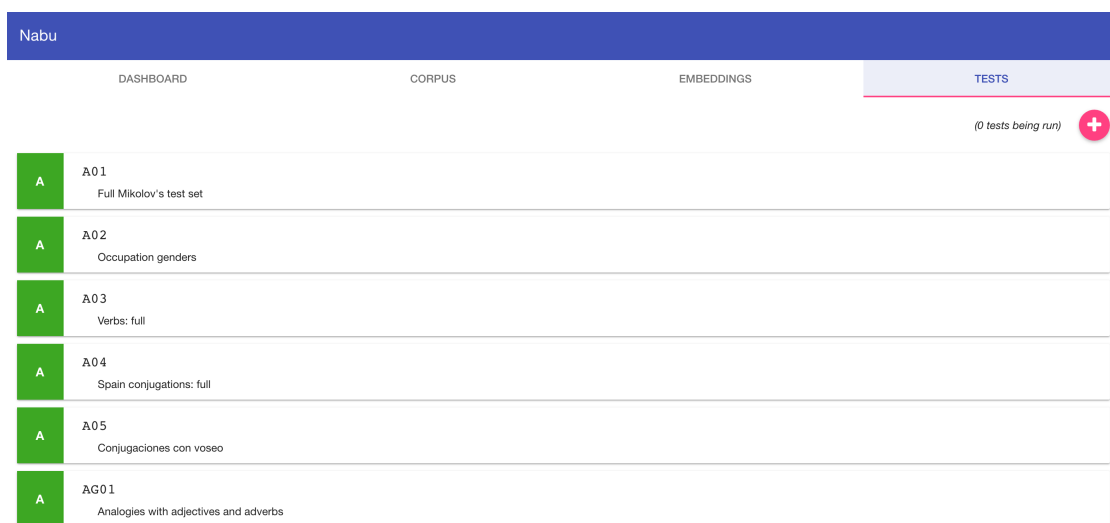 Nabu
DASHBOARD CORPUS EMBEDDINGS TESTS
(0 tests being run)
A A01
Full Mikolov's test set
A A02
Occupation genders
A A03
Verbs: full
A A04
Spain conjugations: full
A A05
Conjugaciones con voseo
A AG01
Analogies with adjectives and adverbs